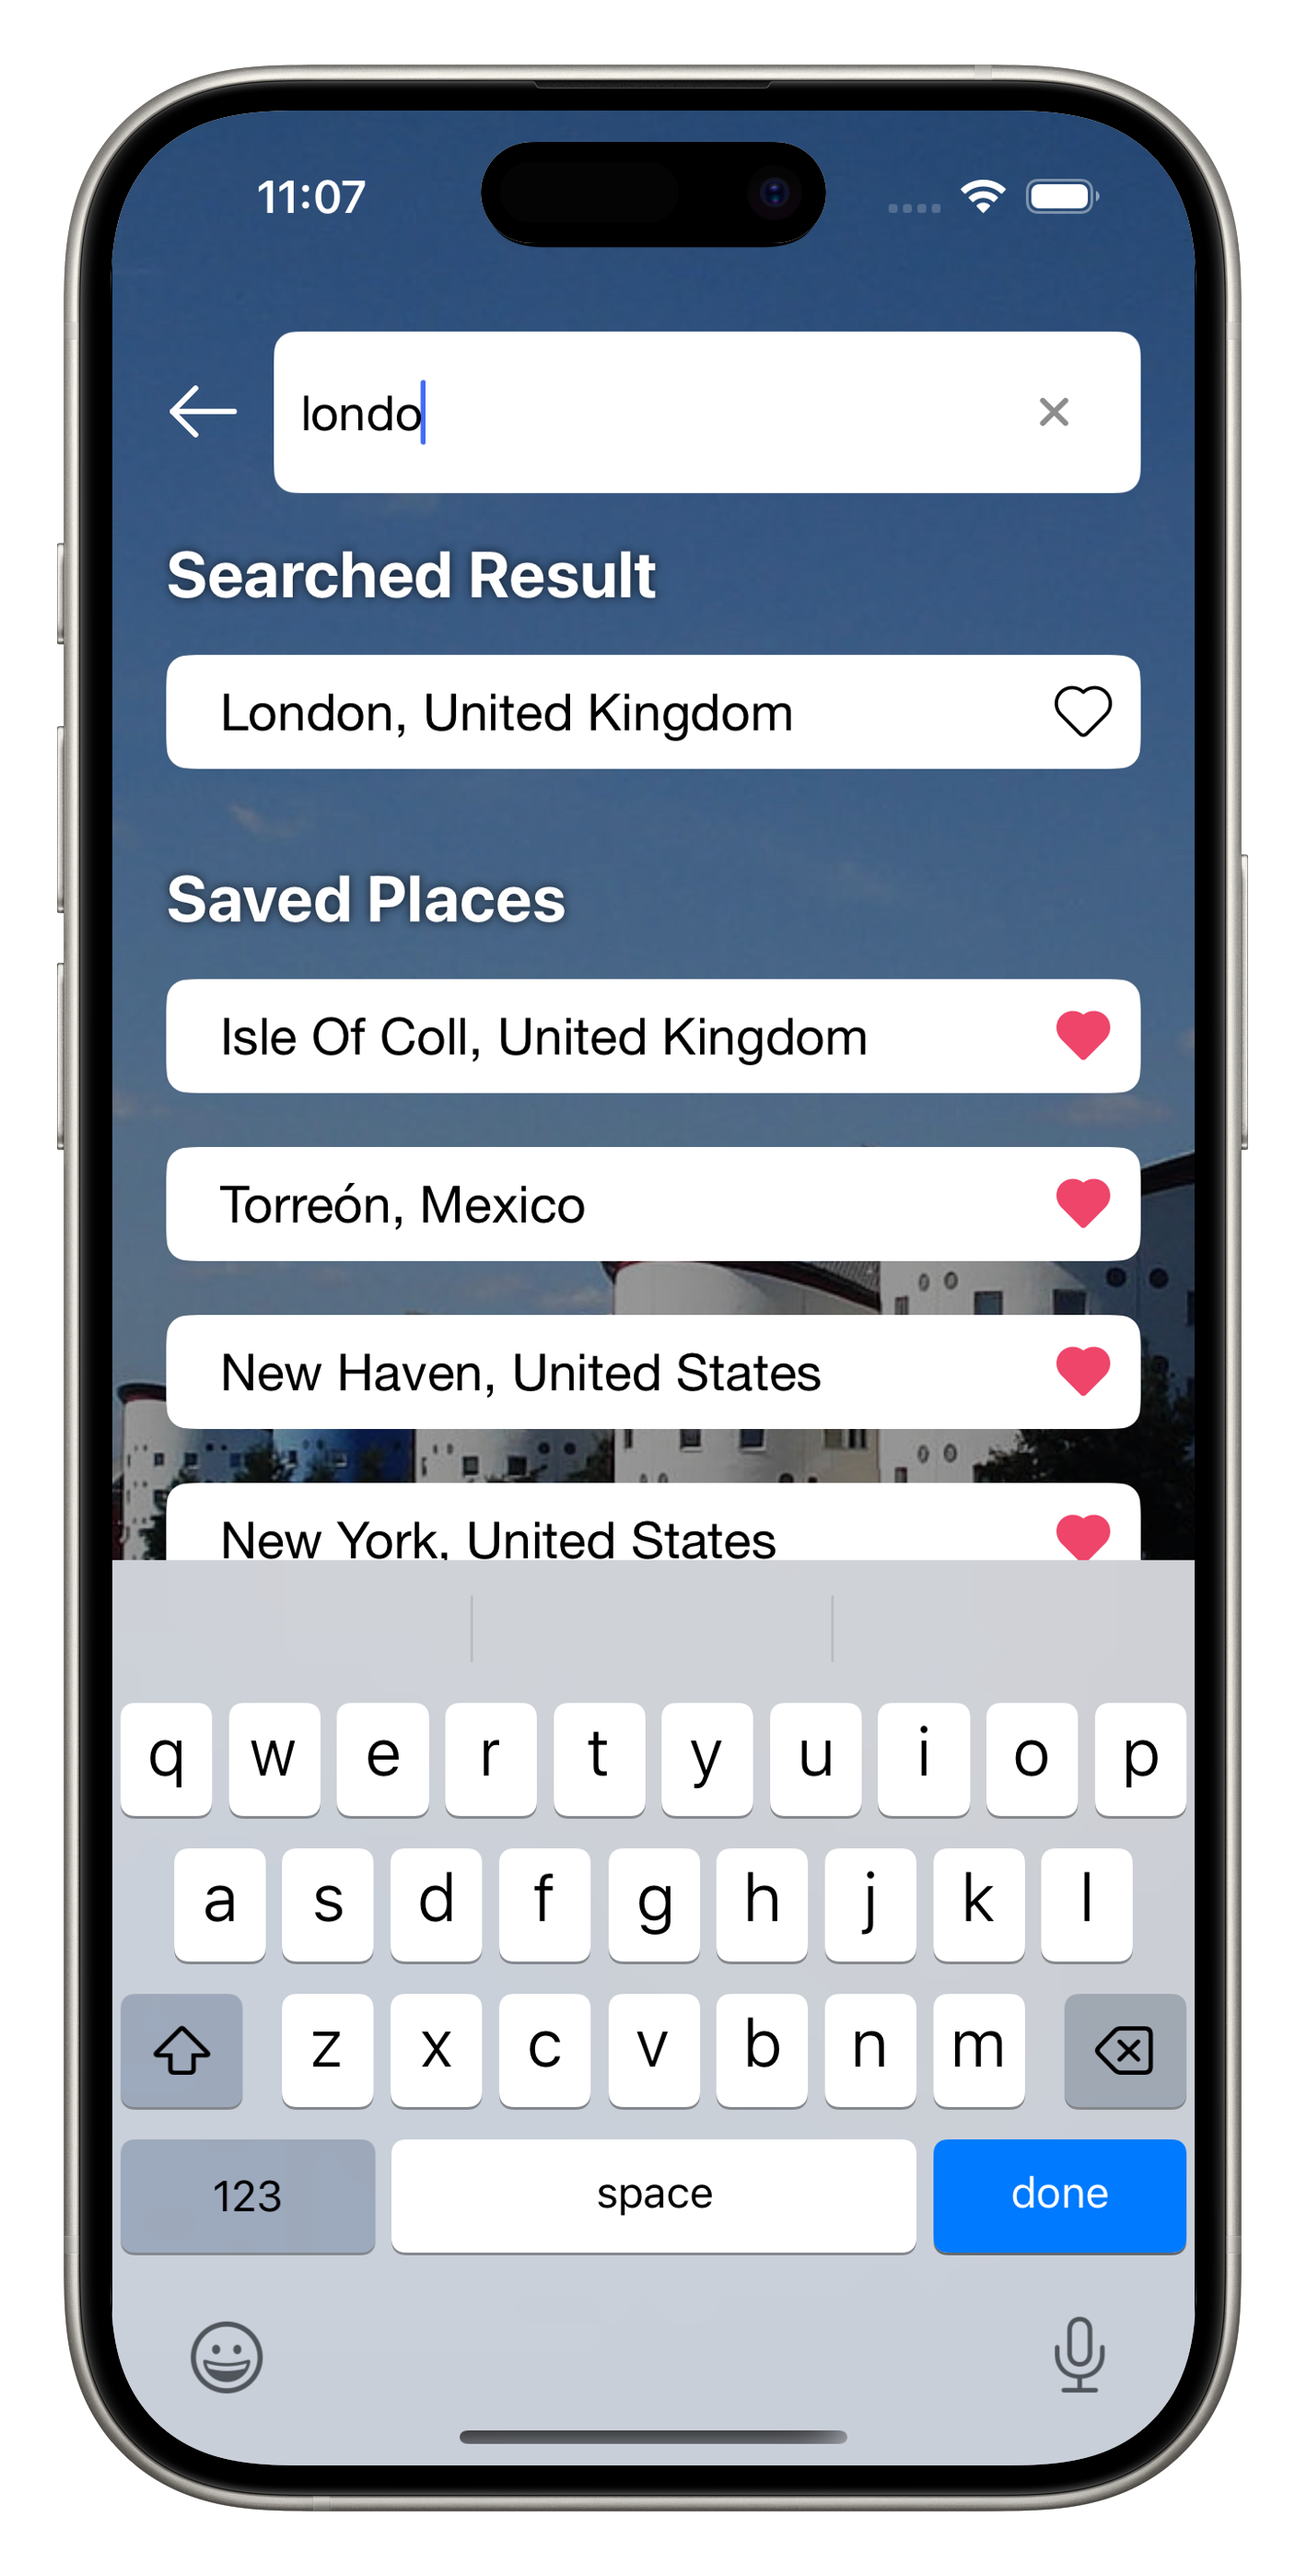 11:07
londo
Searched Result
London, United Kingdom
Saved Places
Isle Of Coll, United Kingdom
Torreón, Mexico
New Haven, United States
New York, United States
q w e r t y u i o p
a s d f g h j k l
z x c v b n m
123 space done